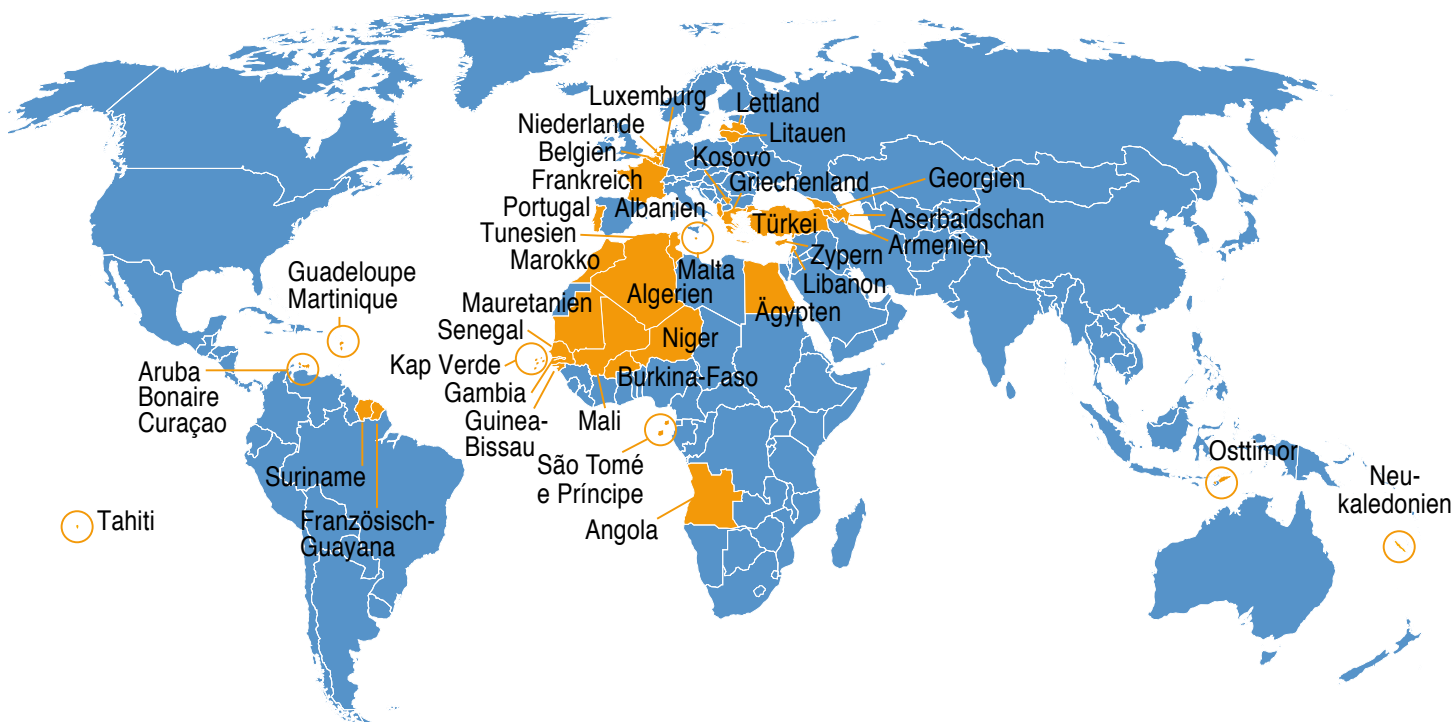 Luxemburg
Lettland
Niederlande
Litauen
Belgien
Kosovo
Frankreich
Griechenland
Georgien
Portugal
Albanien
Türkei
Aserbaidschan
Tunesien
Armenien
Marokko
Zypern
Malta
Libanon
Guadeloupe
Martinique
Mauretanien
Algerien
Ägypten
Senegal
Niger
Kap Verde
Aruba
Bonaire
Curaçao
Burkina-Faso
Gambia
Guinea-
Bissau
Mali
São Tomé
e Príncipe
Osttimor
Neu-
kaledonien
Suriname
Tahiti
Französisch-
Guayana
Angola